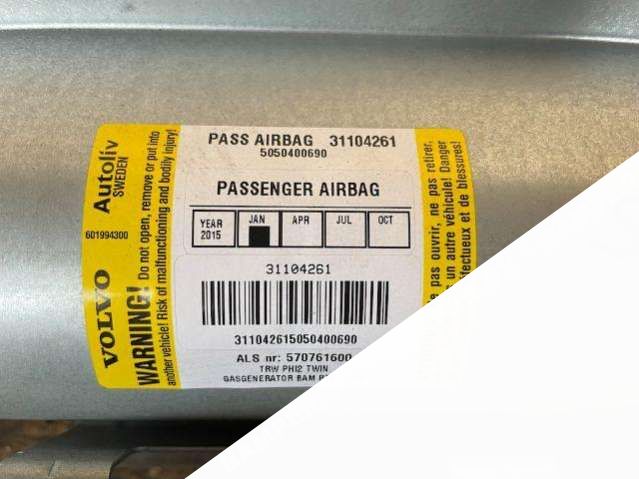 PASS AIRBAG 31104261
5050400690
PASSENGER AIRBAG
YEAR 2015 JAN APR JUL OCT
31104261
311042615050400690
ALS nr: 570761600
TRW PHI2 TWIN
GASGENERATOR BAM
Autoliv
SWEDEN
601994300
VOLVO
WARNING! Do not open, remove or put into
another vehicle! Risk of malfunctioning and bodily injury!
pas ouvrir, ne pas retirer,
un autre véhicule! Danger
et de blessures!